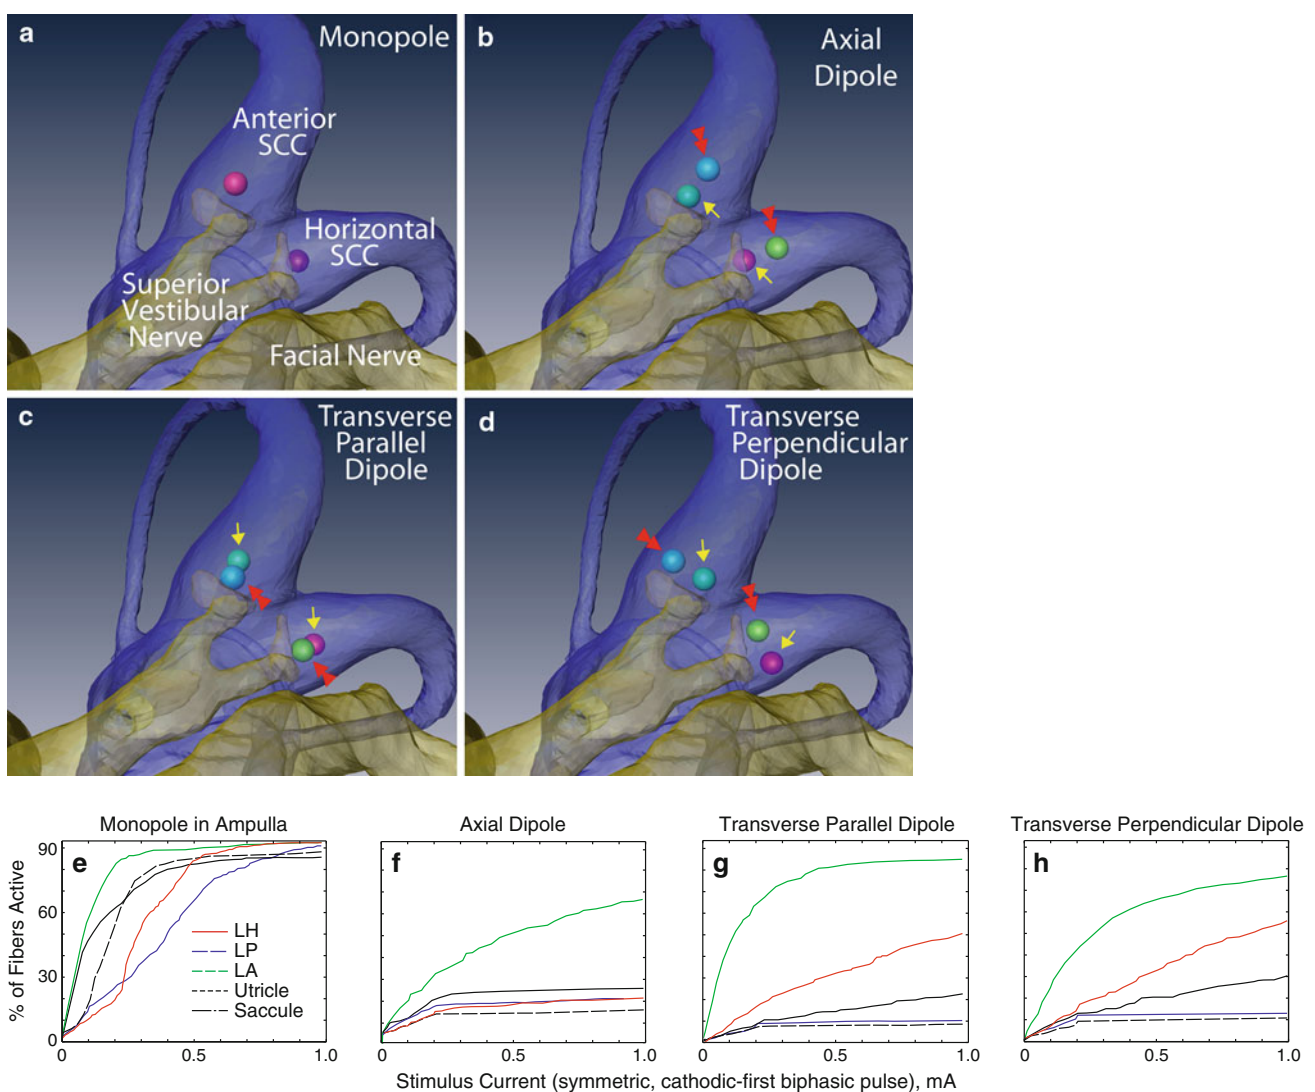 a
Monopole
Anterior
SCC
Horizontal
SCC
Superior
Vestibular
Nerve
Facial Nerve
b
Axial
Dipole
c
Transverse
Parallel
Dipole
d
Transverse
Perpendicular
Dipole
Monopole in Ampulla
e
90
60
30
0
% of Fibers Active
LH
LP
LA
Utricle
Saccule
0
0.5
1.0
Axial Dipole
f
0
0.5
1.0
Transverse Parallel Dipole
g
0
0.5
1.0
Transverse Perpendicular Dipole
h
0
0.5
1.0
Stimulus Current (symmetric, cathodic-first biphasic pulse), mA